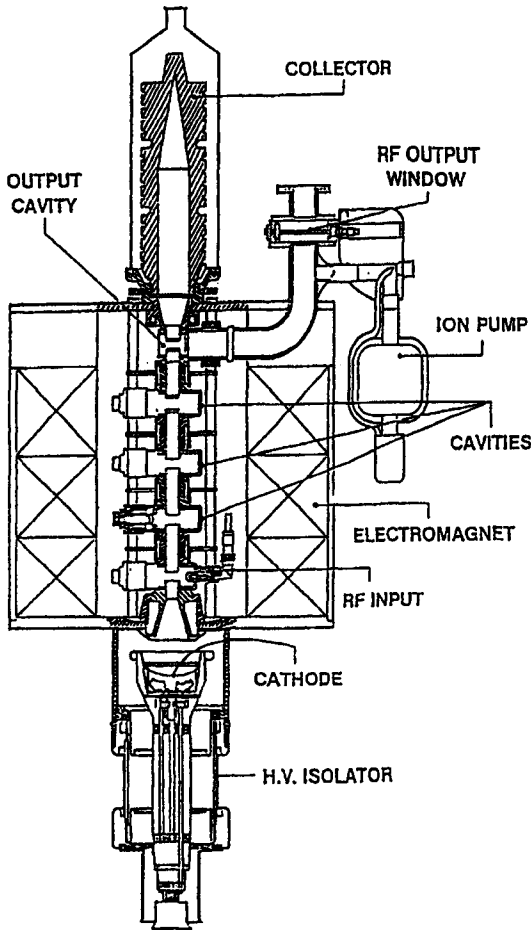 COLLECTOR
RF OUTPUT
WINDOW
OUTPUT
CAVITY
ION PUMP
CAVITIES
ELECTROMAGNET
RF INPUT
CATHODE
H.V. ISOLATOR